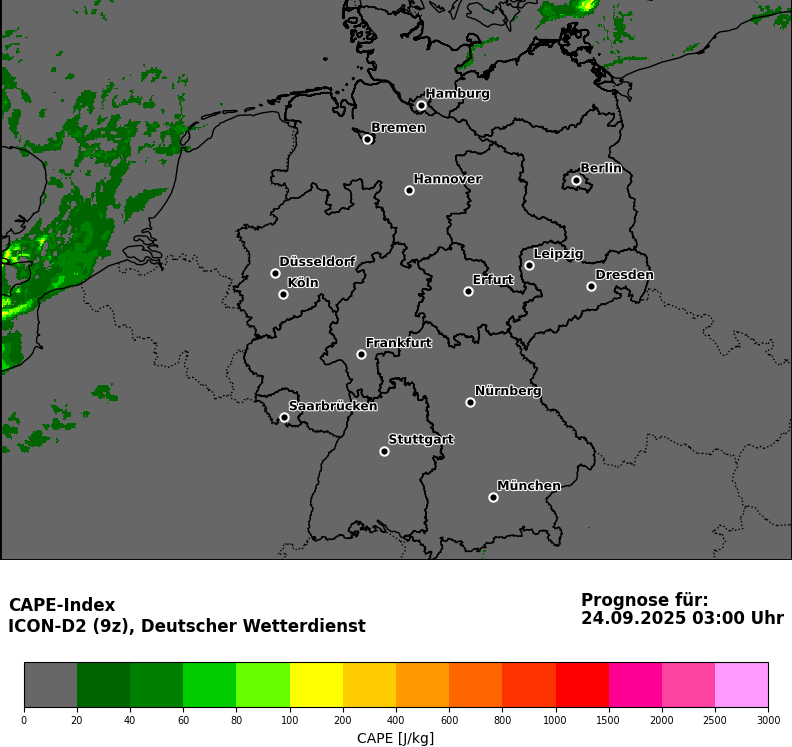 Hamburg
Bremen
Berlin
Hannover
Leipzig
Düsseldorf
Dresden
Köln
Erfurt
Frankfurt
Nürnberg
Saarbrücken
Stuttgart
München
CAPE-Index
ICON-D2 (9z), Deutscher Wetterdienst
Prognose für:
24.09.2025 03:00 Uhr
0 20 40 60 80 100 200 400 600 800 1000 1500 2000 2500 3000
CAPE [J/kg]